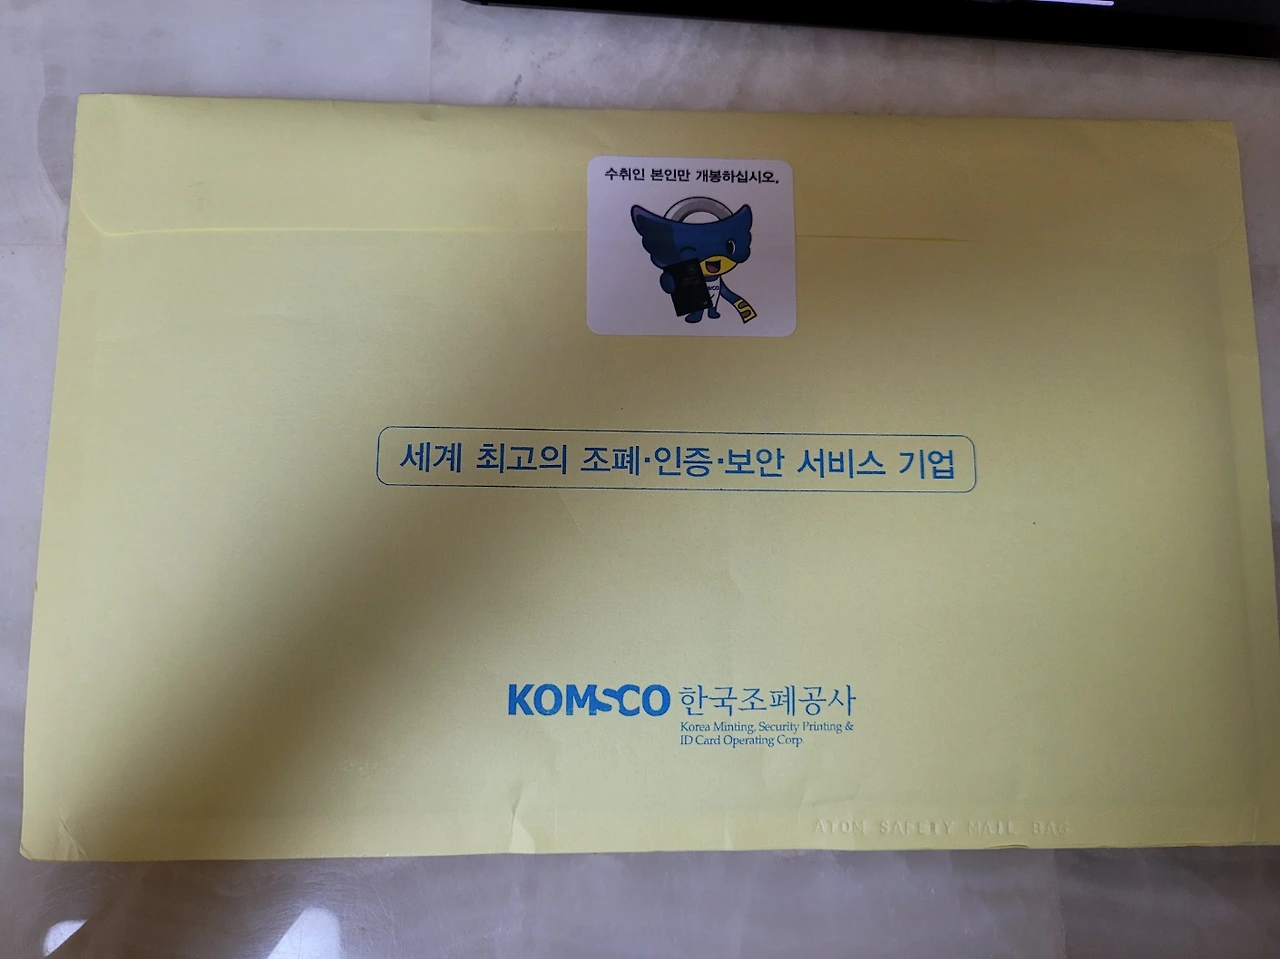 수취인 본인만 개봉하십시오.
세계 최고의 조폐·인증·보안 서비스 기업
KOMSCO 한국조폐공사
Korea Minting, Security Printing &
ID Card Operating Corp.
ATOM SAFETY MAIL BAG